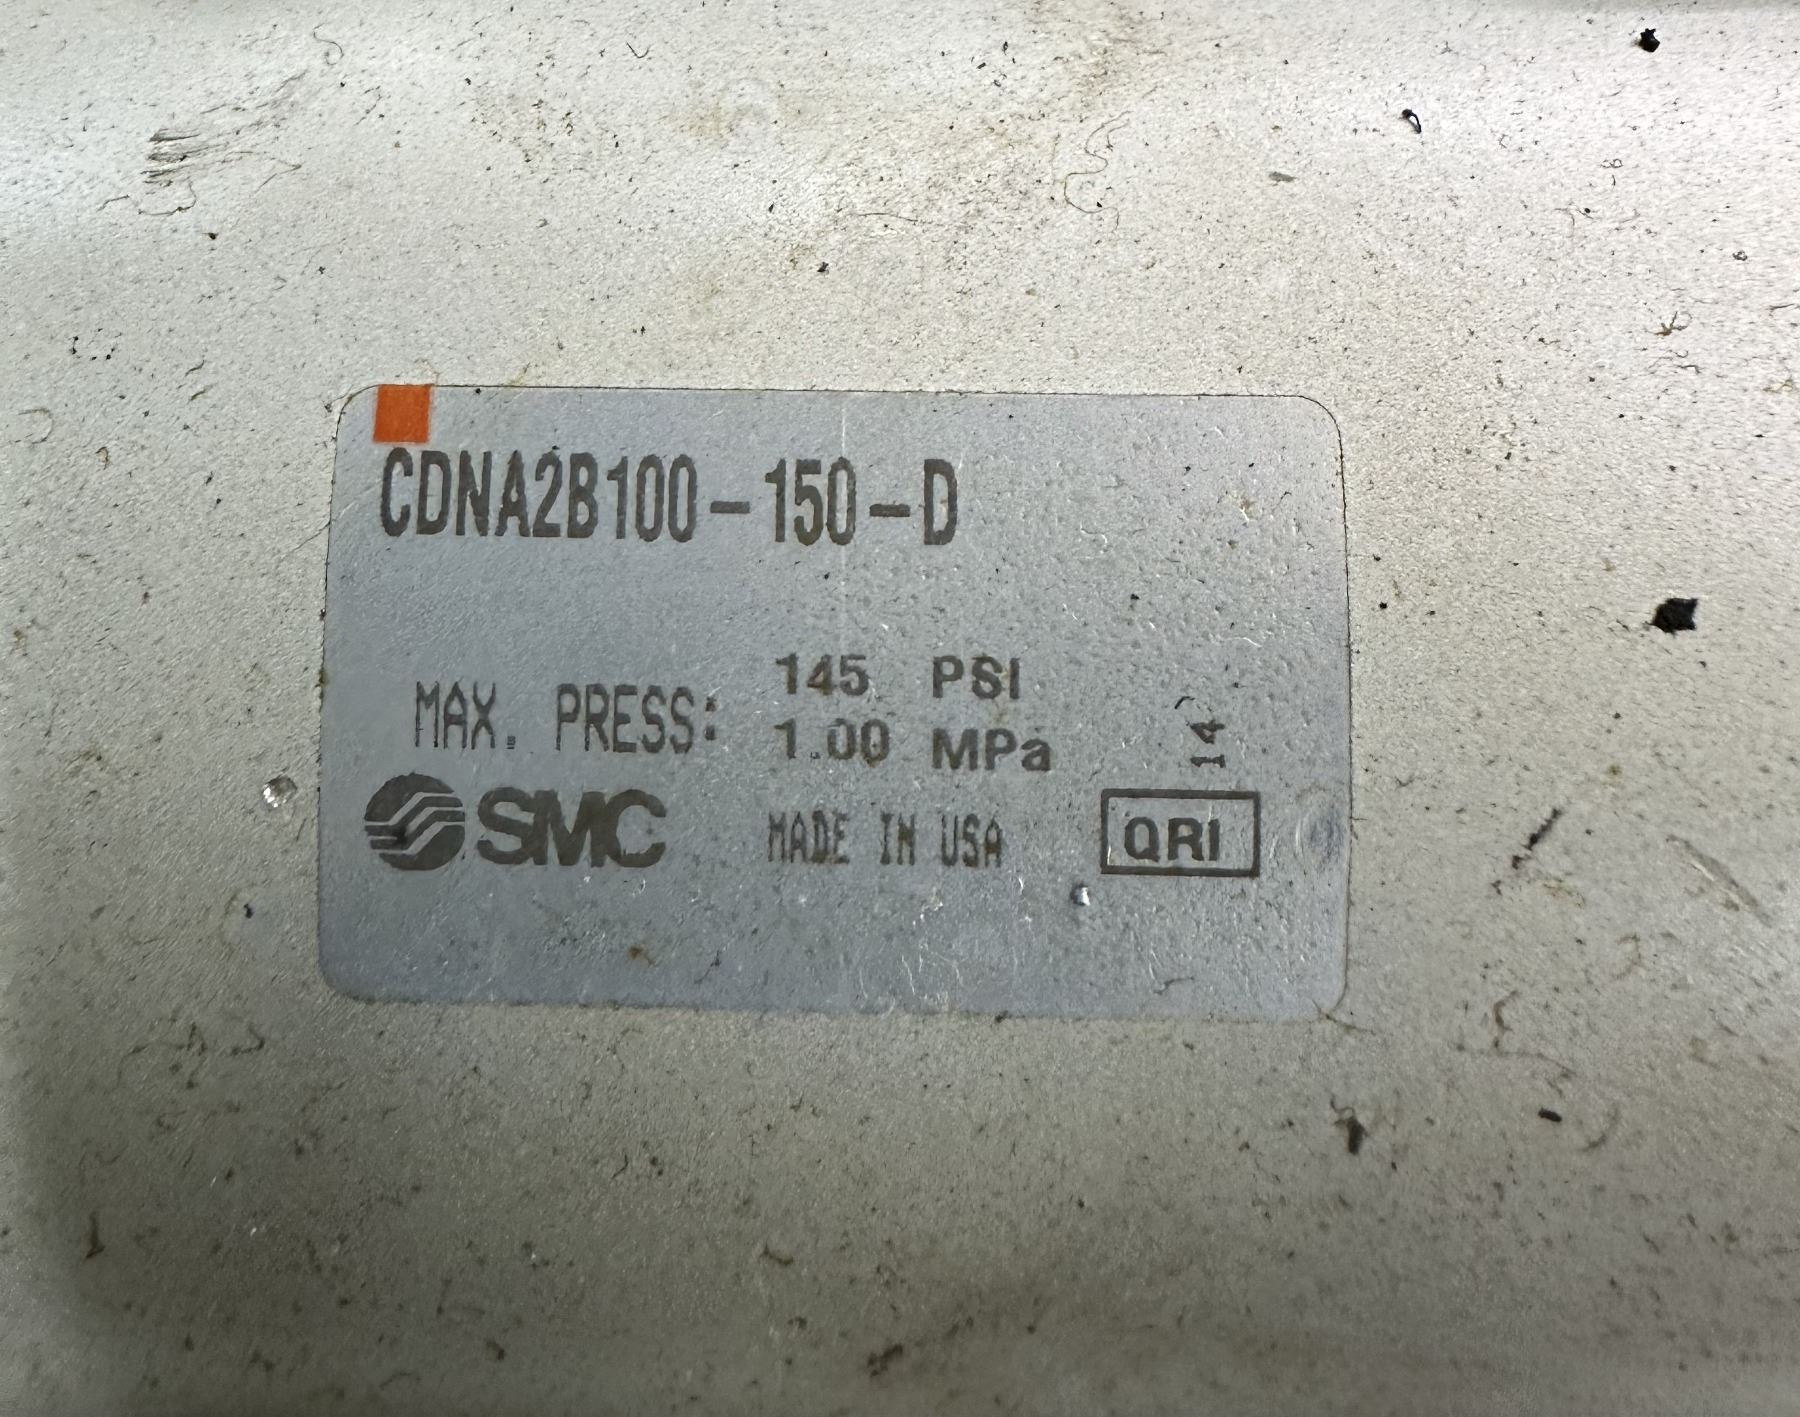 CDNA2B100-150-D
MAX. PRESS: 145 PSI
1.00 MPa
14
SMC MADE IN USA QRI